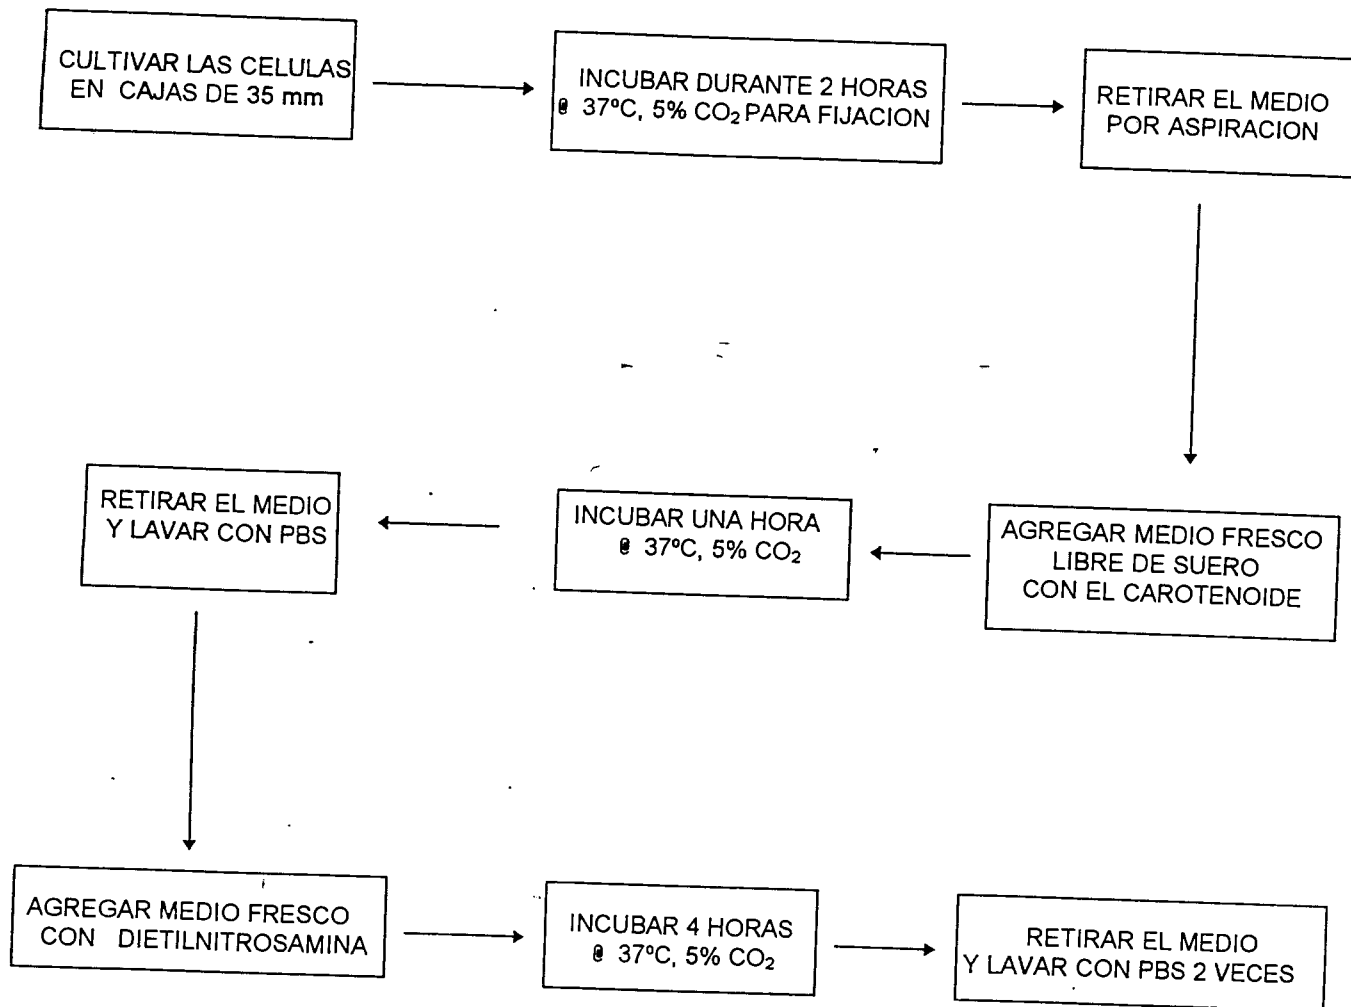 CULTIVAR LAS CELULAS
EN CAJAS DE 35 mm
INCUBAR DURANTE 2 HORAS
@ 37ºC, 5% CO₂ PARA FIJACION
RETIRAR EL MEDIO
POR ASPIRACION
AGREGAR MEDIO FRESCO
LIBRE DE SUERO
CON EL CAROTENOIDE
INCUBAR UNA HORA
@ 37ºC, 5% CO₂
RETIRAR EL MEDIO
Y LAVAR CON PBS
AGREGAR MEDIO FRESCO
CON DIETILNITROSAMINA
INCUBAR 4 HORAS
@ 37ºC, 5% CO₂
RETIRAR EL MEDIO
Y LAVAR CON PBS 2 VECES